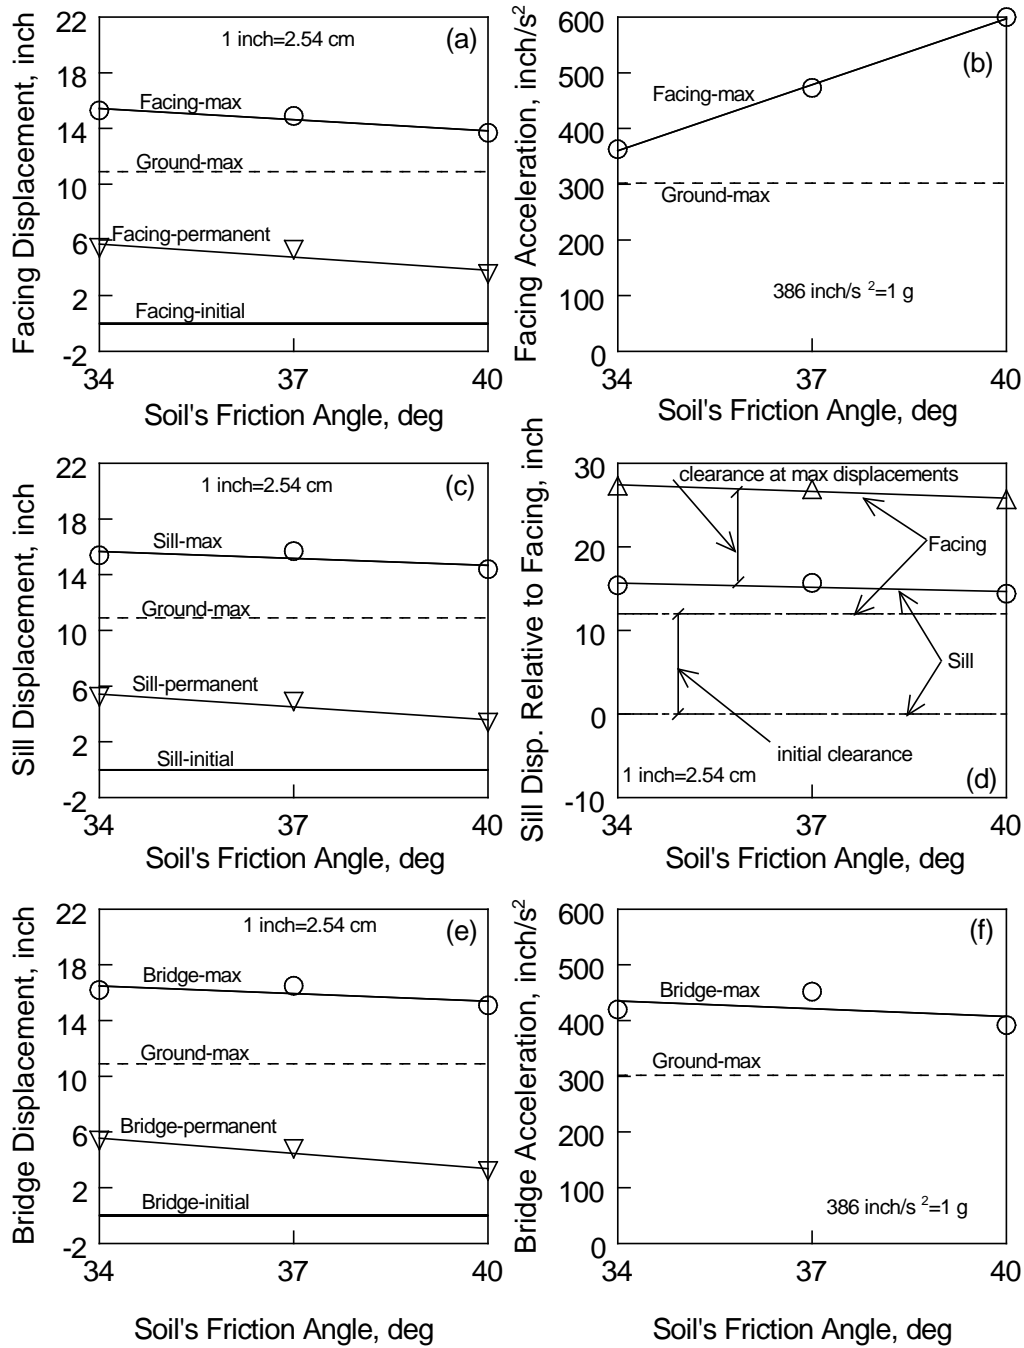 22
18
14
10
6
2
-2
34
37
40
Facing Displacement, inch
Soil's Friction Angle, deg
1 inch=2.54 cm
(a)
Facing-max
Ground-max
Facing-permanent
Facing-initial
600
500
400
300
200
100
0
34
37
40
Facing Acceleration, inch/s²
Soil's Friction Angle, deg
(b)
Facing-max
Ground-max
386 inch/s ²=1 g
22
18
14
10
6
2
-2
34
37
40
Sill Displacement, inch
Soil's Friction Angle, deg
1 inch=2.54 cm
(c)
Sill-max
Ground-max
Sill-permanent
Sill-initial
30
20
10
0
-10
34
37
40
Sill Disp. Relative to Facing, inch
Soil's Friction Angle, deg
clearance at max displacements
Facing
Sill
initial clearance
1 inch=2.54 cm
(d)
22
18
14
10
6
2
-2
34
37
40
Bridge Displacement, inch
Soil's Friction Angle, deg
1 inch=2.54 cm
(e)
Bridge-max
Ground-max
Bridge-permanent
Bridge-initial
600
500
400
300
200
100
0
34
37
40
Bridge Acceleration, inch/s²
Soil's Friction Angle, deg
(f)
Bridge-max
Ground-max
386 inch/s ²=1 g